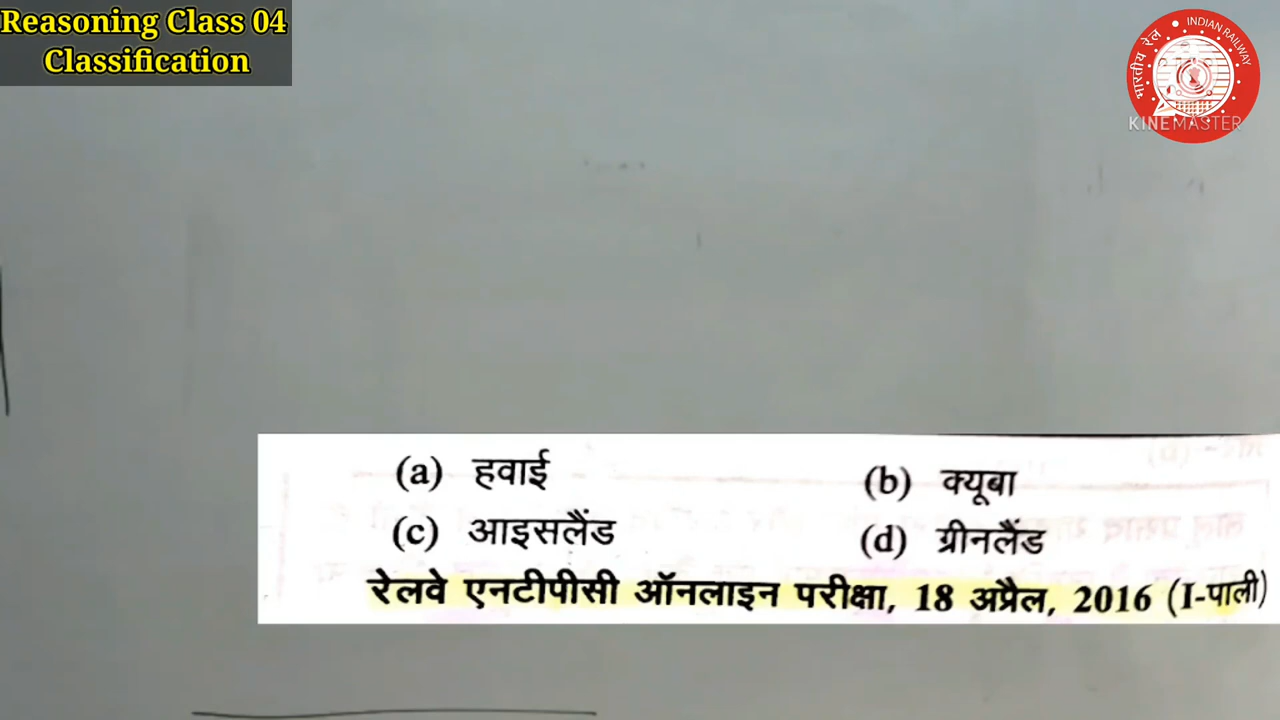 Reasoning Class 04
Classification
भारतीय रेल
INDIAN RAILWAY
KINEMASTER
(a) हवाई (b) क्यूबा
(c) आइसलैंड (d) ग्रीनलैंड
रेलवे एनटीपीसी ऑनलाइन परीक्षा, 18 अप्रैल, 2016 (I-पाली)